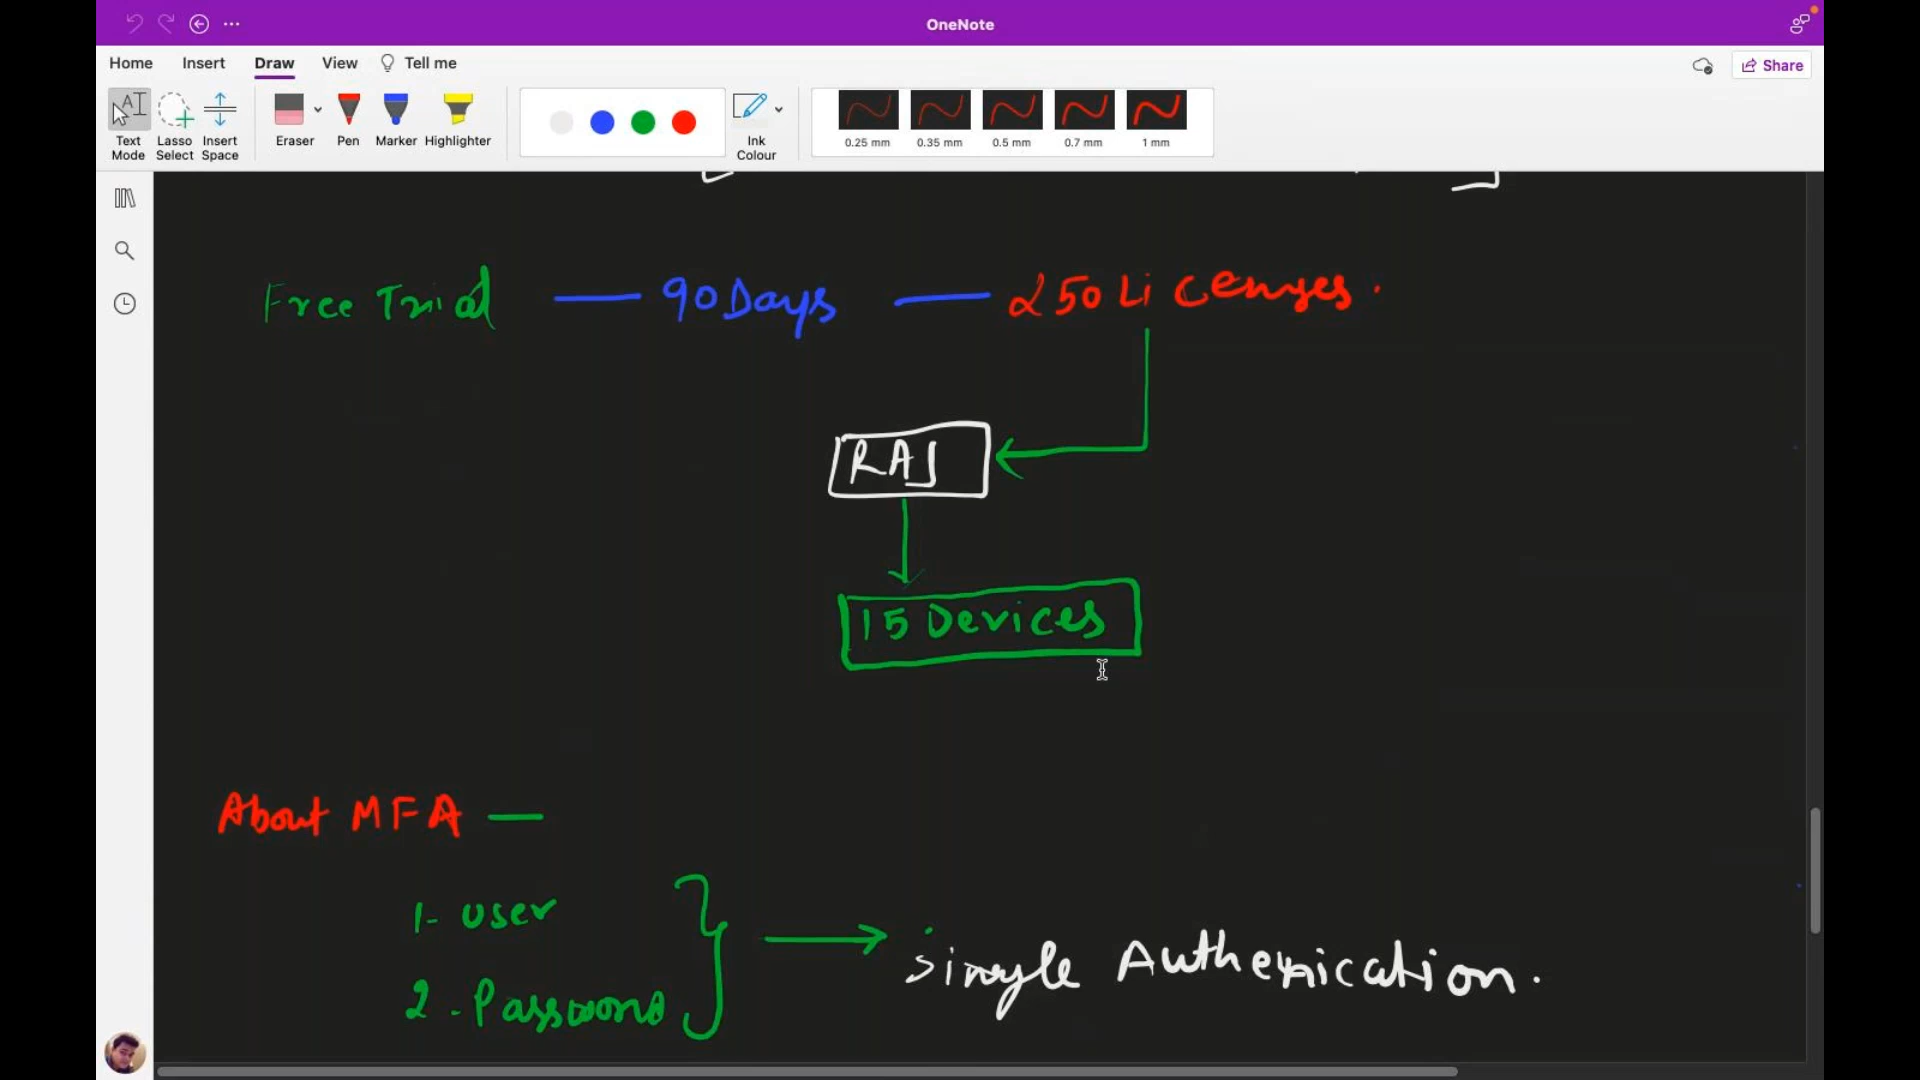 OneNote
Home Insert Draw View Tell me
Share
Text Mode
Lasso Select
Insert Space
Eraser
Pen
Marker
Highlighter
Ink Colour
0.25 mm
0.35 mm
0.5 mm
0.7 mm
1 mm
Free Trial — 90 Days — 250 Licenses.
RAJ
15 Devices
About MFA —
1- user
2. Password
single Authenication.